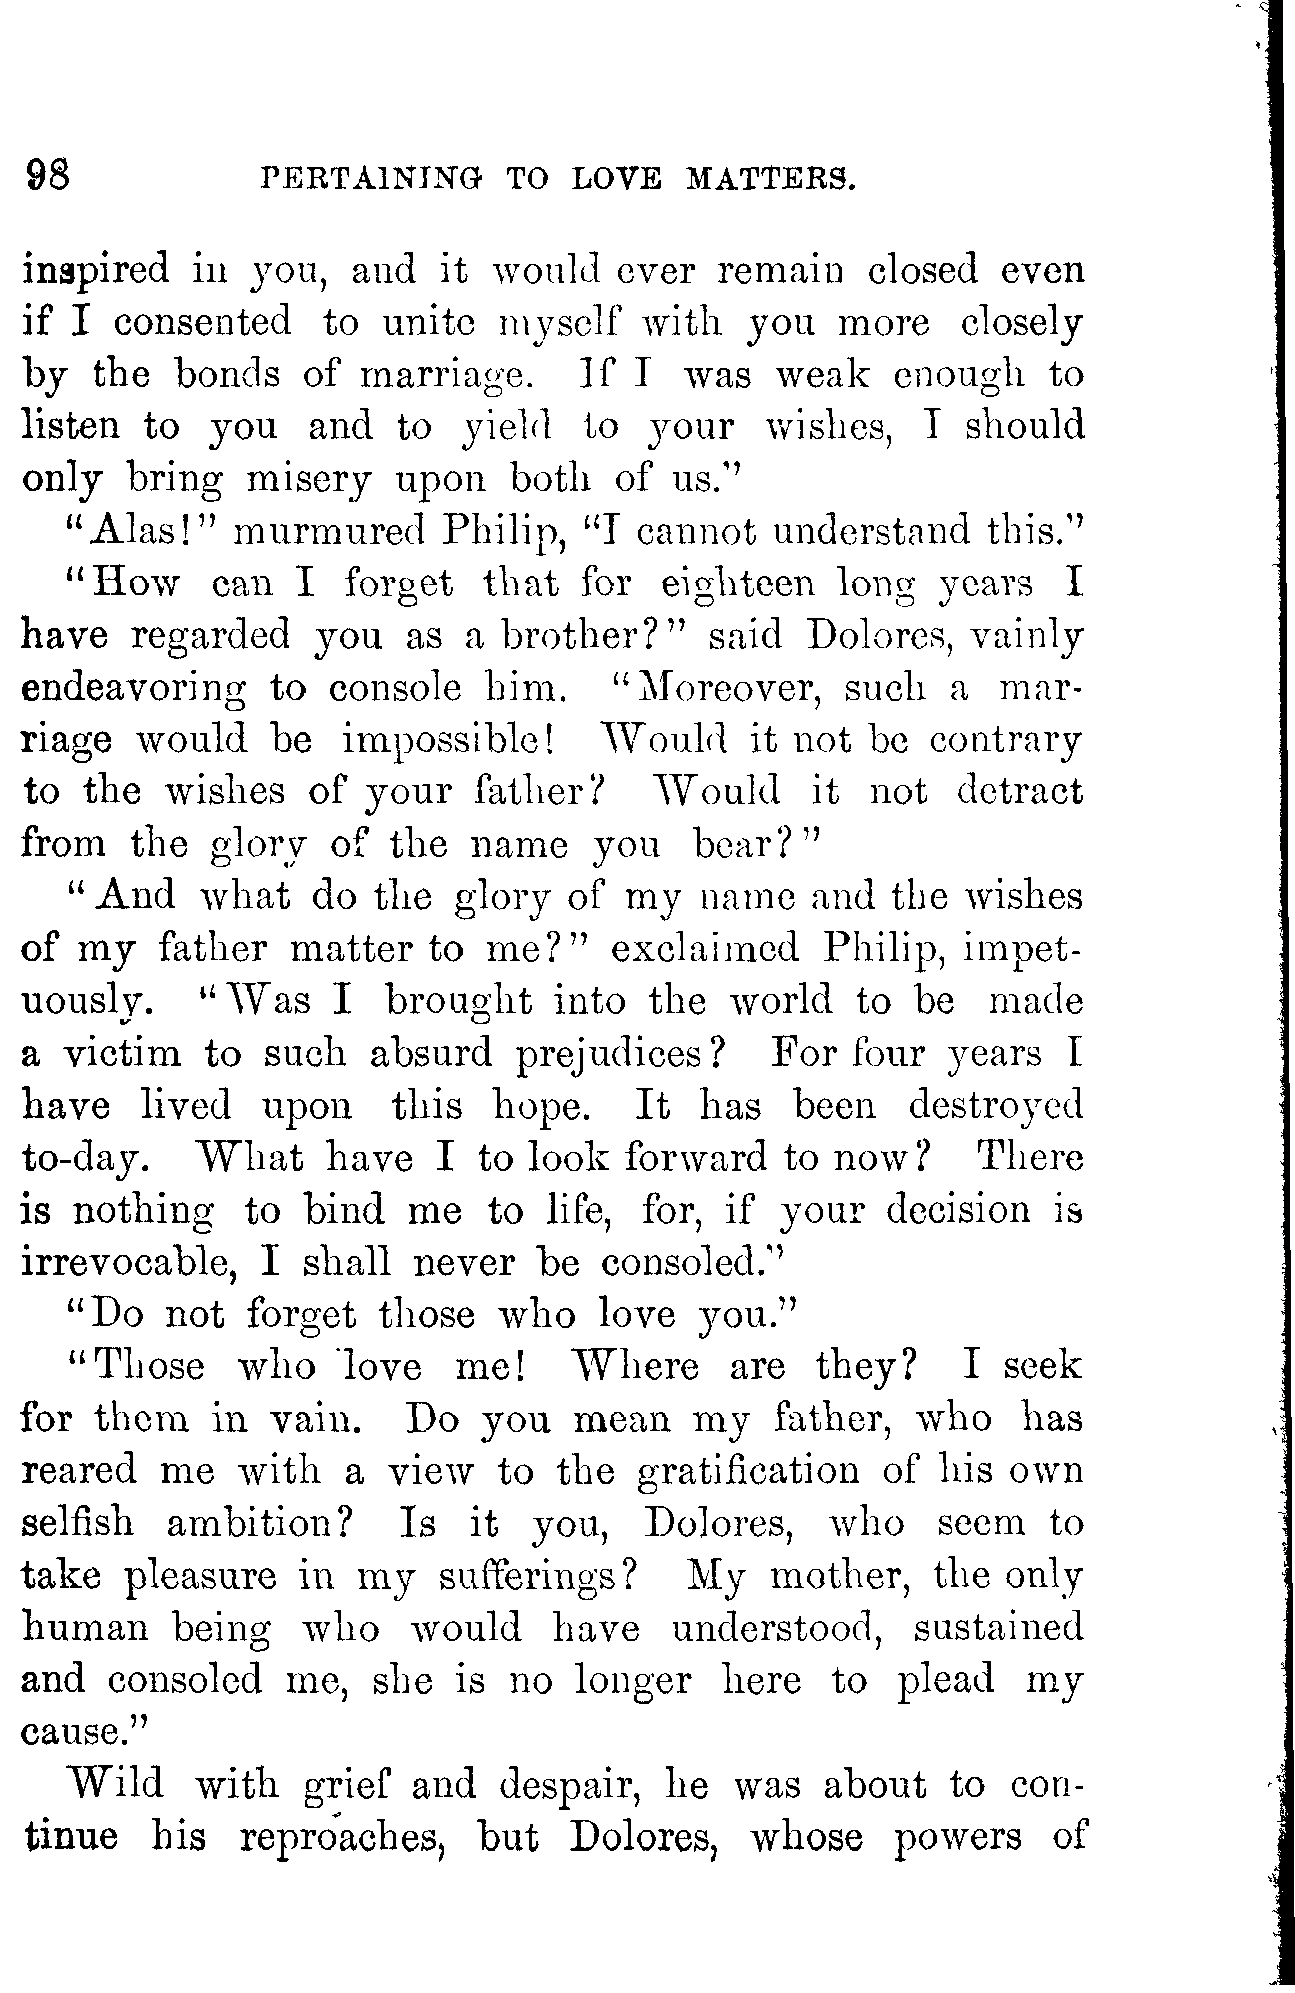 98 PERTAINING TO LOVE MATTERS.
inspired in you, and it would ever remain closed even
if I consented to unite myself with you more closely
by the bonds of marriage. If I was weak enough to
listen to you and to yield to your wishes, I should
only bring misery upon both of us."
"Alas!" murmured Philip, "I cannot understand this."
"How can I forget that for eighteen long years I
have regarded you as a brother?" said Dolores, vainly
endeavoring to console him. "Moreover, such a mar-
riage would be impossible! Would it not be contrary
to the wishes of your father? Would it not detract
from the glory of the name you bear?"
"And what do the glory of my name and the wishes
of my father matter to me?" exclaimed Philip, impet-
uously. "Was I brought into the world to be made
a victim to such absurd prejudices? For four years I
have lived upon this hope. It has been destroyed
to-day. What have I to look forward to now? There
is nothing to bind me to life, for, if your decision is
irrevocable, I shall never be consoled."
"Do not forget those who love you."
"Those who love me! Where are they? I seek
for them in vain. Do you mean my father, who has
reared me with a view to the gratification of his own
selfish ambition? Is it you, Dolores, who seem to
take pleasure in my sufferings? My mother, the only
human being who would have understood, sustained
and consoled me, she is no longer here to plead my
cause."
Wild with grief and despair, he was about to con-
tinue his reproaches, but Dolores, whose powers of